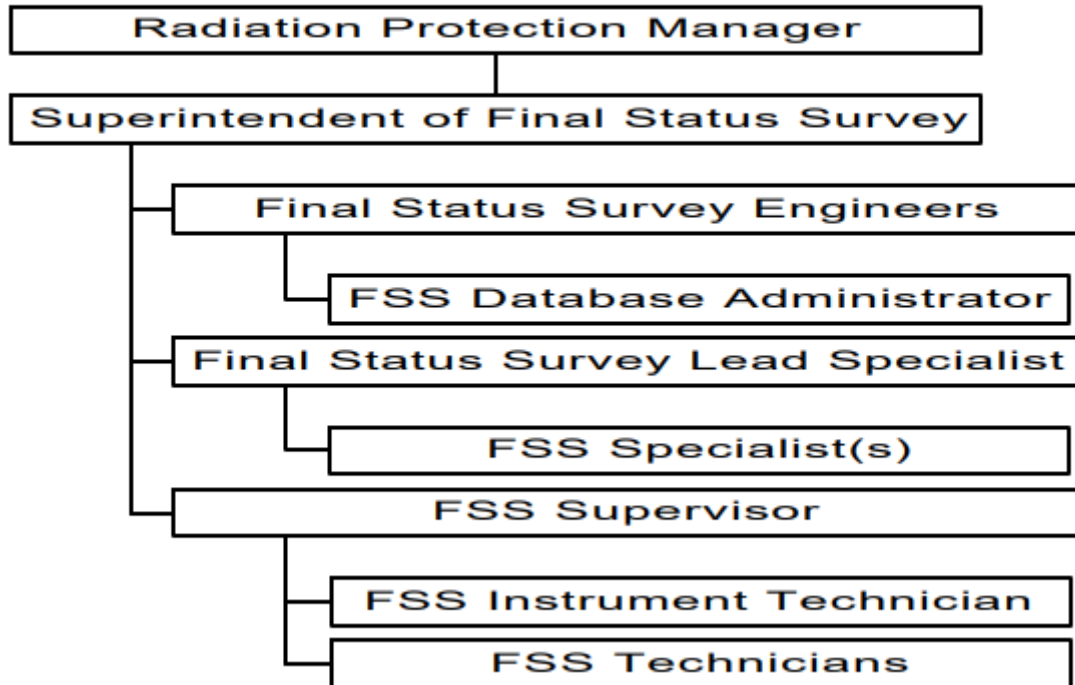 Radiation Protection Manager
Superintendent of Final Status Survey
Final Status Survey Engineers
FSS Database Administrator
Final Status Survey Lead Specialist
FSS Specialist(s)
FSS Supervisor
FSS Instrument Technician
FSS Technicians